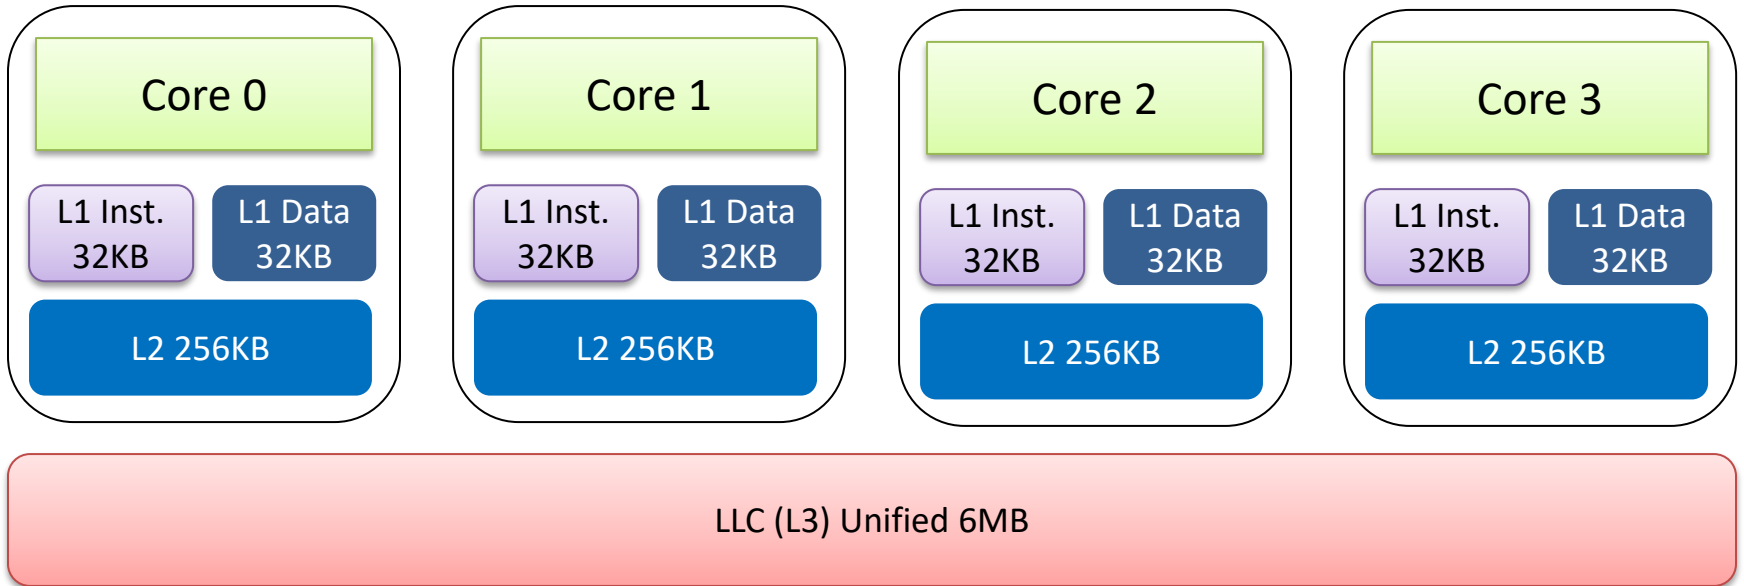 Core 0
L1 Inst.
32KB
L1 Data
32KB
L2 256KB
Core 1
L1 Inst.
32KB
L1 Data
32KB
L2 256KB
Core 2
L1 Inst.
32KB
L1 Data
32KB
L2 256KB
Core 3
L1 Inst.
32KB
L1 Data
32KB
L2 256KB
LLC (L3) Unified 6MB